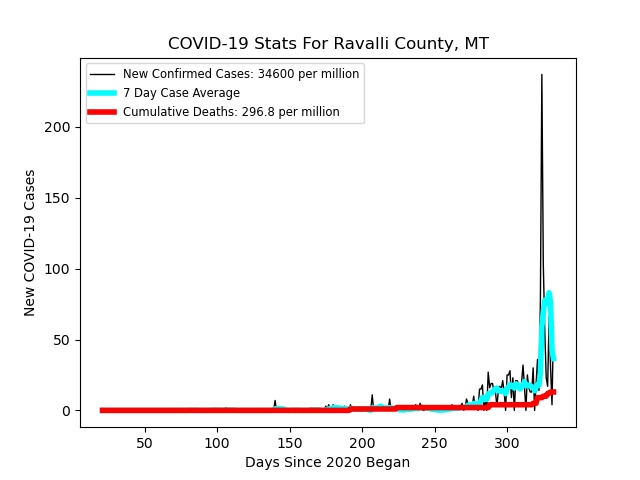 COVID-19 Stats For Ravalli County, MT
New Confirmed Cases: 34600 per million
7 Day Case Average
Cumulative Deaths: 296.8 per million
New COVID-19 Cases
200
150
100
50
0
50 100 150 200 250 300
Days Since 2020 Began